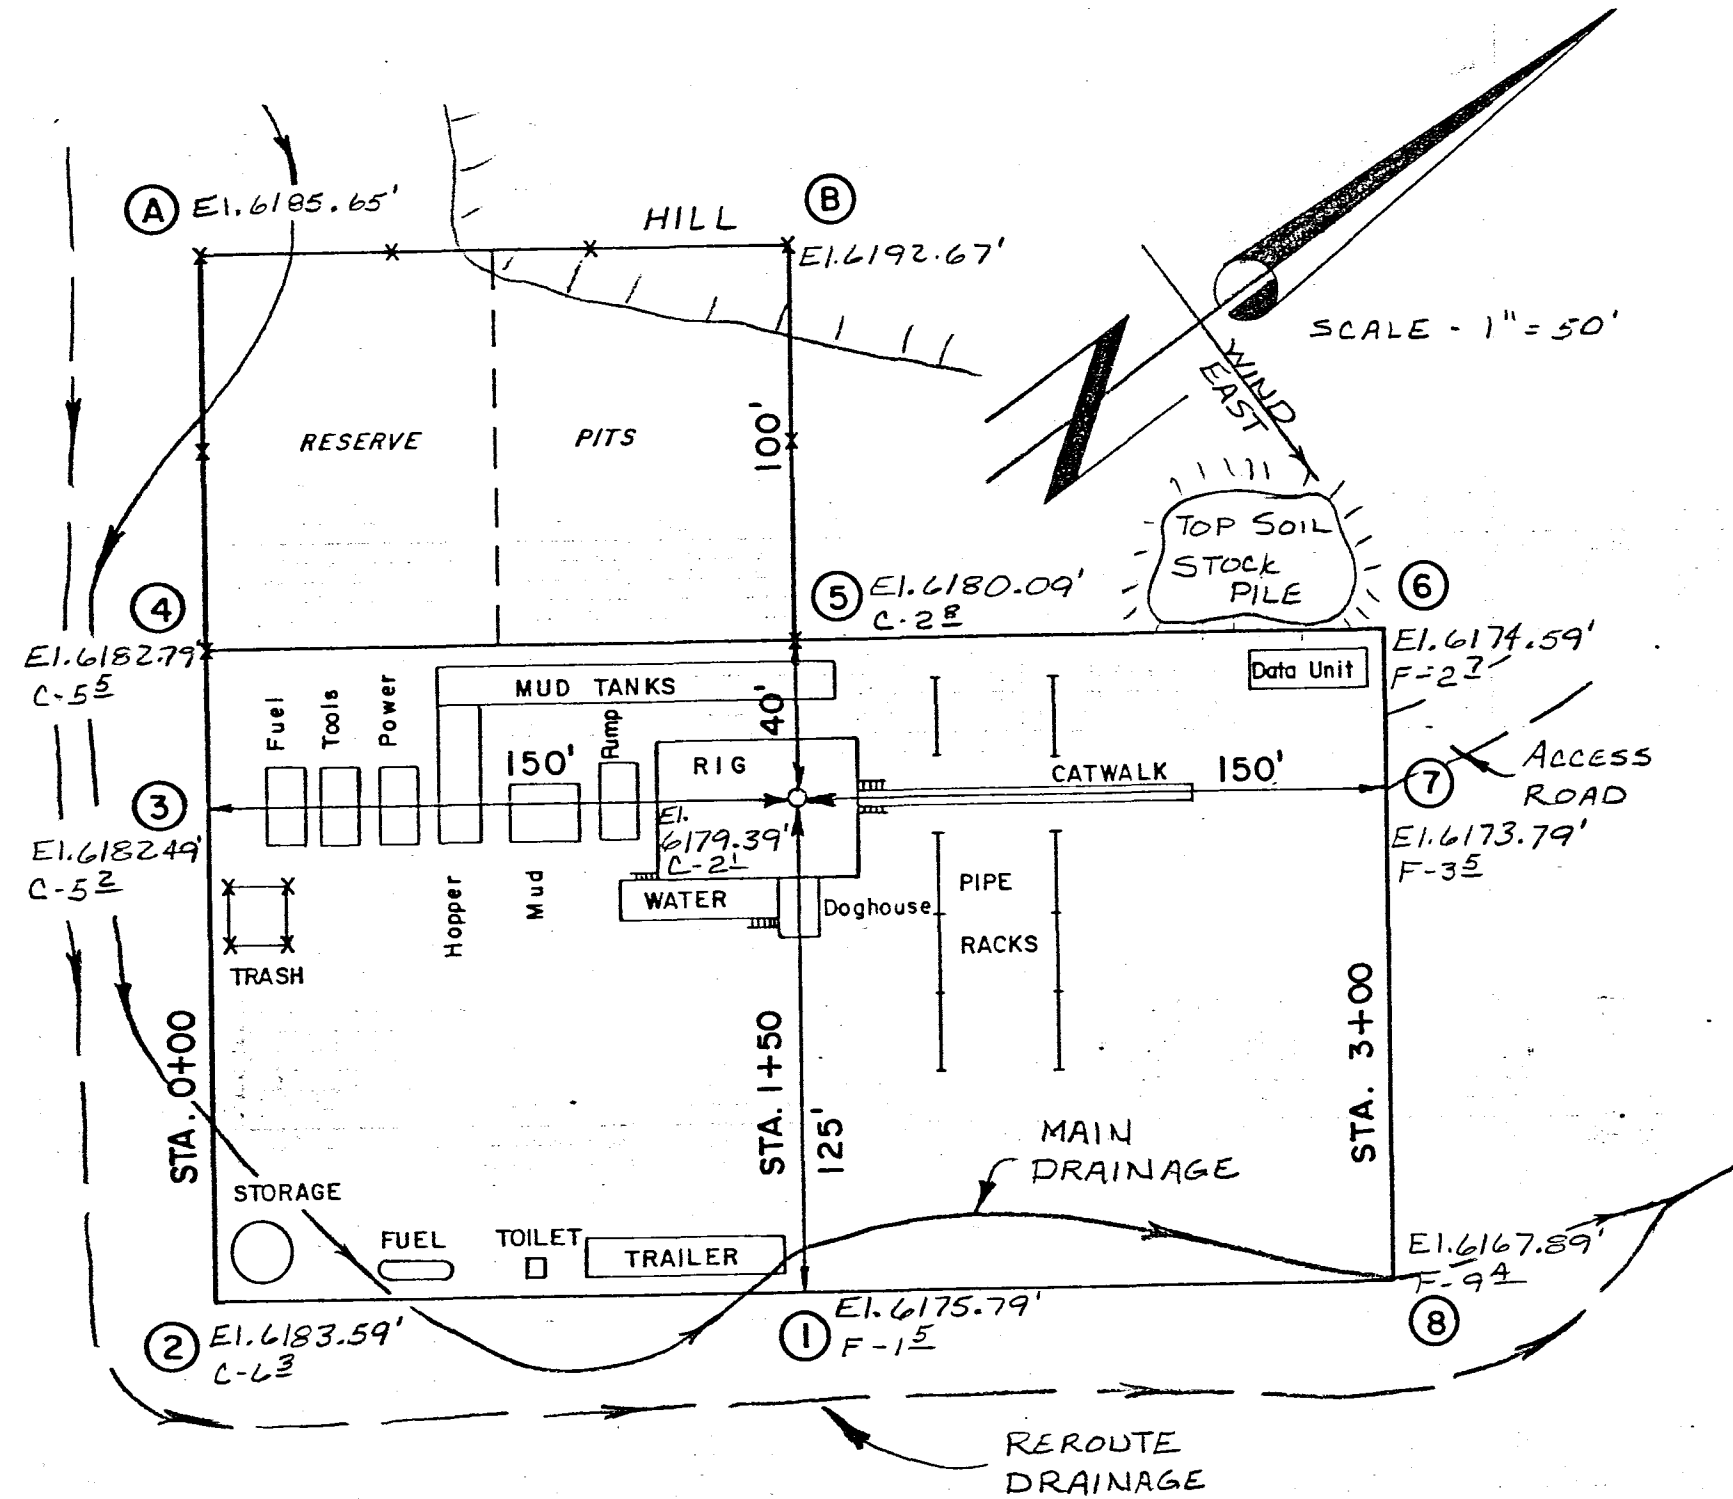 A El. 6185.65'
HILL
B
El. 6192.67'
SCALE - 1" = 50'
N
WIND
EAST
RESERVE PITS
100'
TOP SOIL
STOCK
PILE
4
El. 6182.79'
C-5 5
5 El. 6180.09'
C-2 8
6
El. 6174.59'
F-2 7
Data Unit
MUD TANKS
40'
Fuel
Tools
Power
Pump
150'
RIG
CATWALK 150'
ACCESS
ROAD
3
El. 6182.49'
C-5 2
El.
6179.39'
C-2 1
7
El. 6173.79'
F-3 5
Hopper
Mud
WATER
Doghouse
PIPE
RACKS
TRASH
STA. 0+00
STA. 1+50
125'
STA. 3+00
MAIN
DRAINAGE
STORAGE
FUEL
TOILET
TRAILER
El. 6167.89'
F-9 4
8
2 El. 6183.59'
C-6 3
1 El. 6175.79'
F-1 5
REROUTE
DRAINAGE